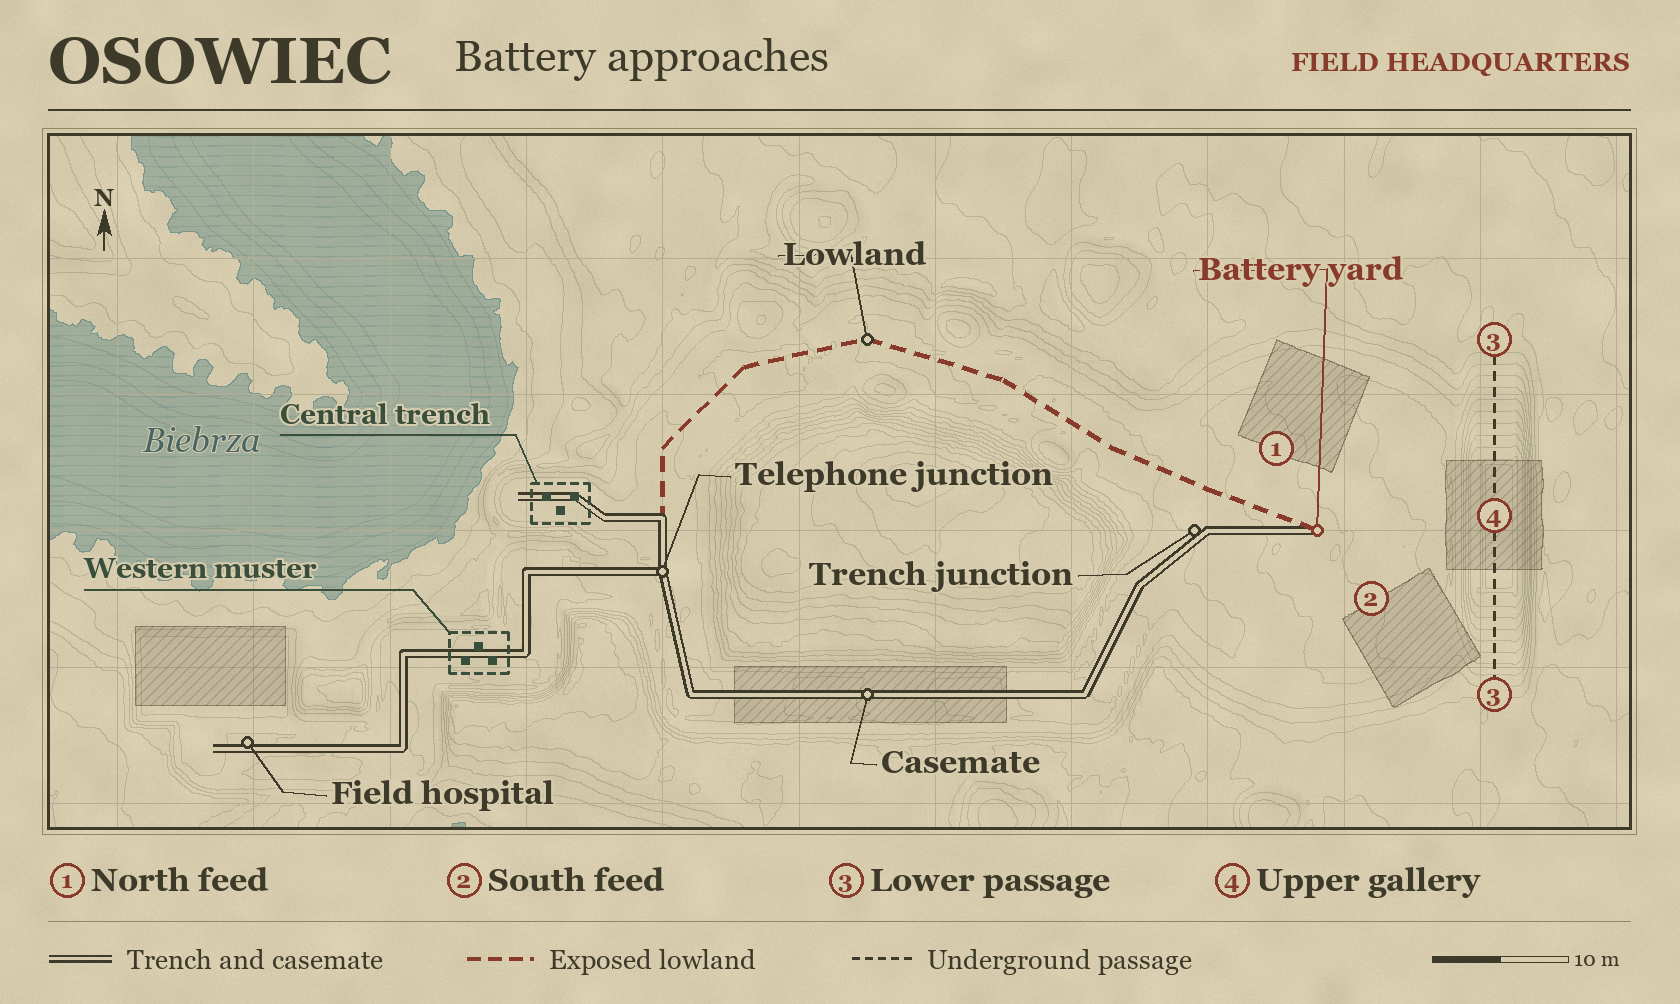 OSOWIEC
Battery approaches
FIELD HEADQUARTERS
N
Lowland
Battery yard
3
Central trench
Biebrza
1
Telephone junction
4
Western muster
Trench junction
2
3
Casemate
Field hospital
1 North feed
2 South feed
3 Lower passage
4 Upper gallery
Trench and casemate
Exposed lowland
Underground passage
10 m